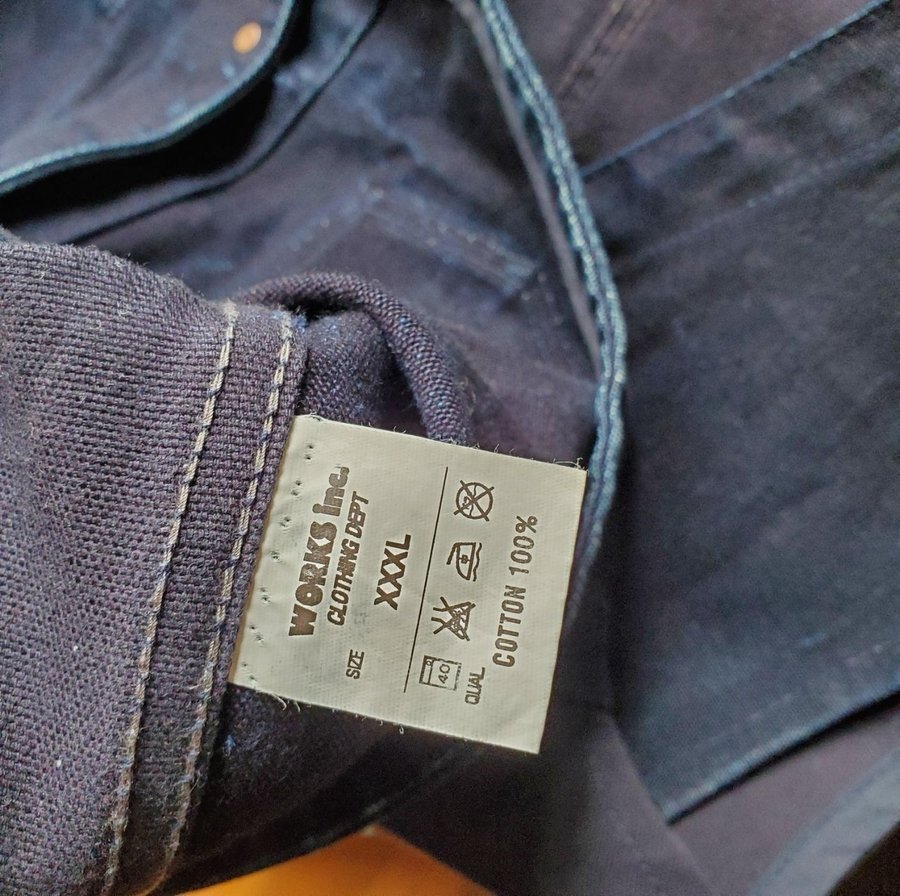 WORKS inc.
CLOTHING DEPT
SIZE XXXL
40
QUAL
COTTON 100%